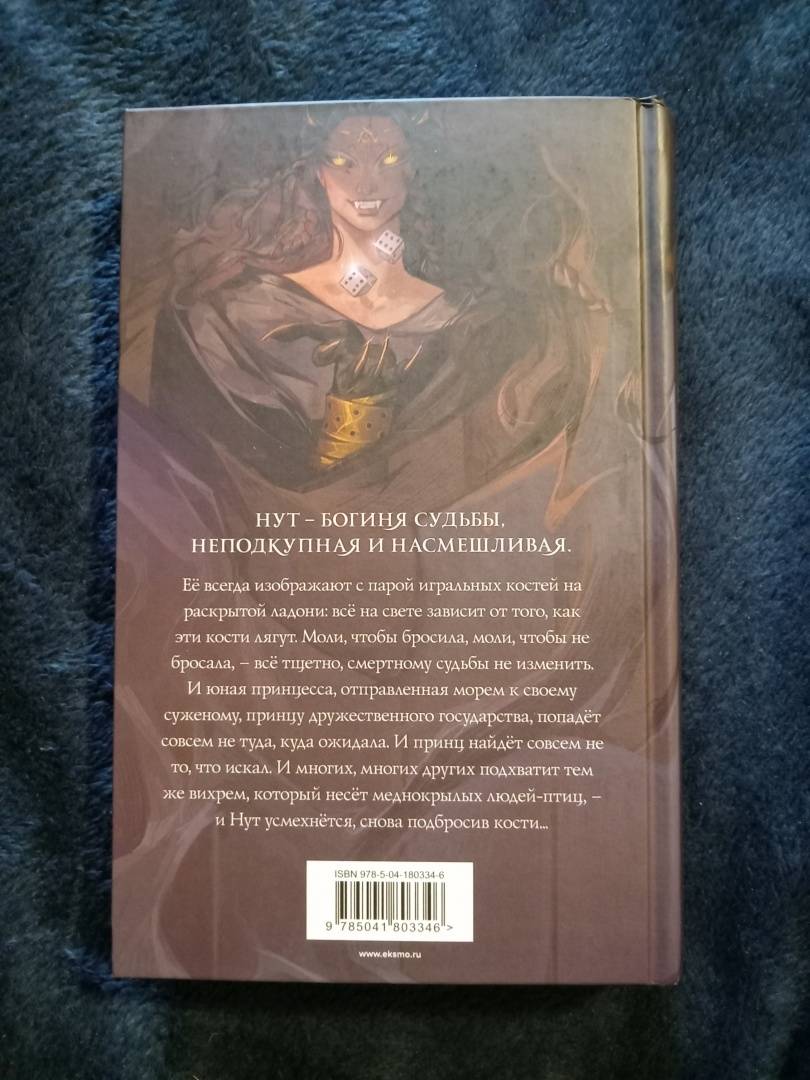 НУТ – БОГИНЯ СУДЬБЫ,
НЕПОДКУПНАЯ И НАСМЕШЛИВАЯ.
Её всегда изображают с парой игральных костей на
раскрытой ладони: всё на свете зависит от того, как
эти кости лягут. Моли, чтобы бросила, моли, чтобы не
бросала, – всё тщетно, смертному судьбы не изменить.
И юная принцесса, отправленная морем к своему
суженому, принцу дружественного государства, попадёт
совсем не туда, куда ожидала. И принц найдёт совсем не
то, что искал. И многих, многих других подхватит тем
же вихрем, который несёт меднокрылых людей-птиц, –
и Нут усмехнётся, снова подбросив кости...
ISBN 978-5-04-180334-6
9 785041 803346 >
www.eksmo.ru